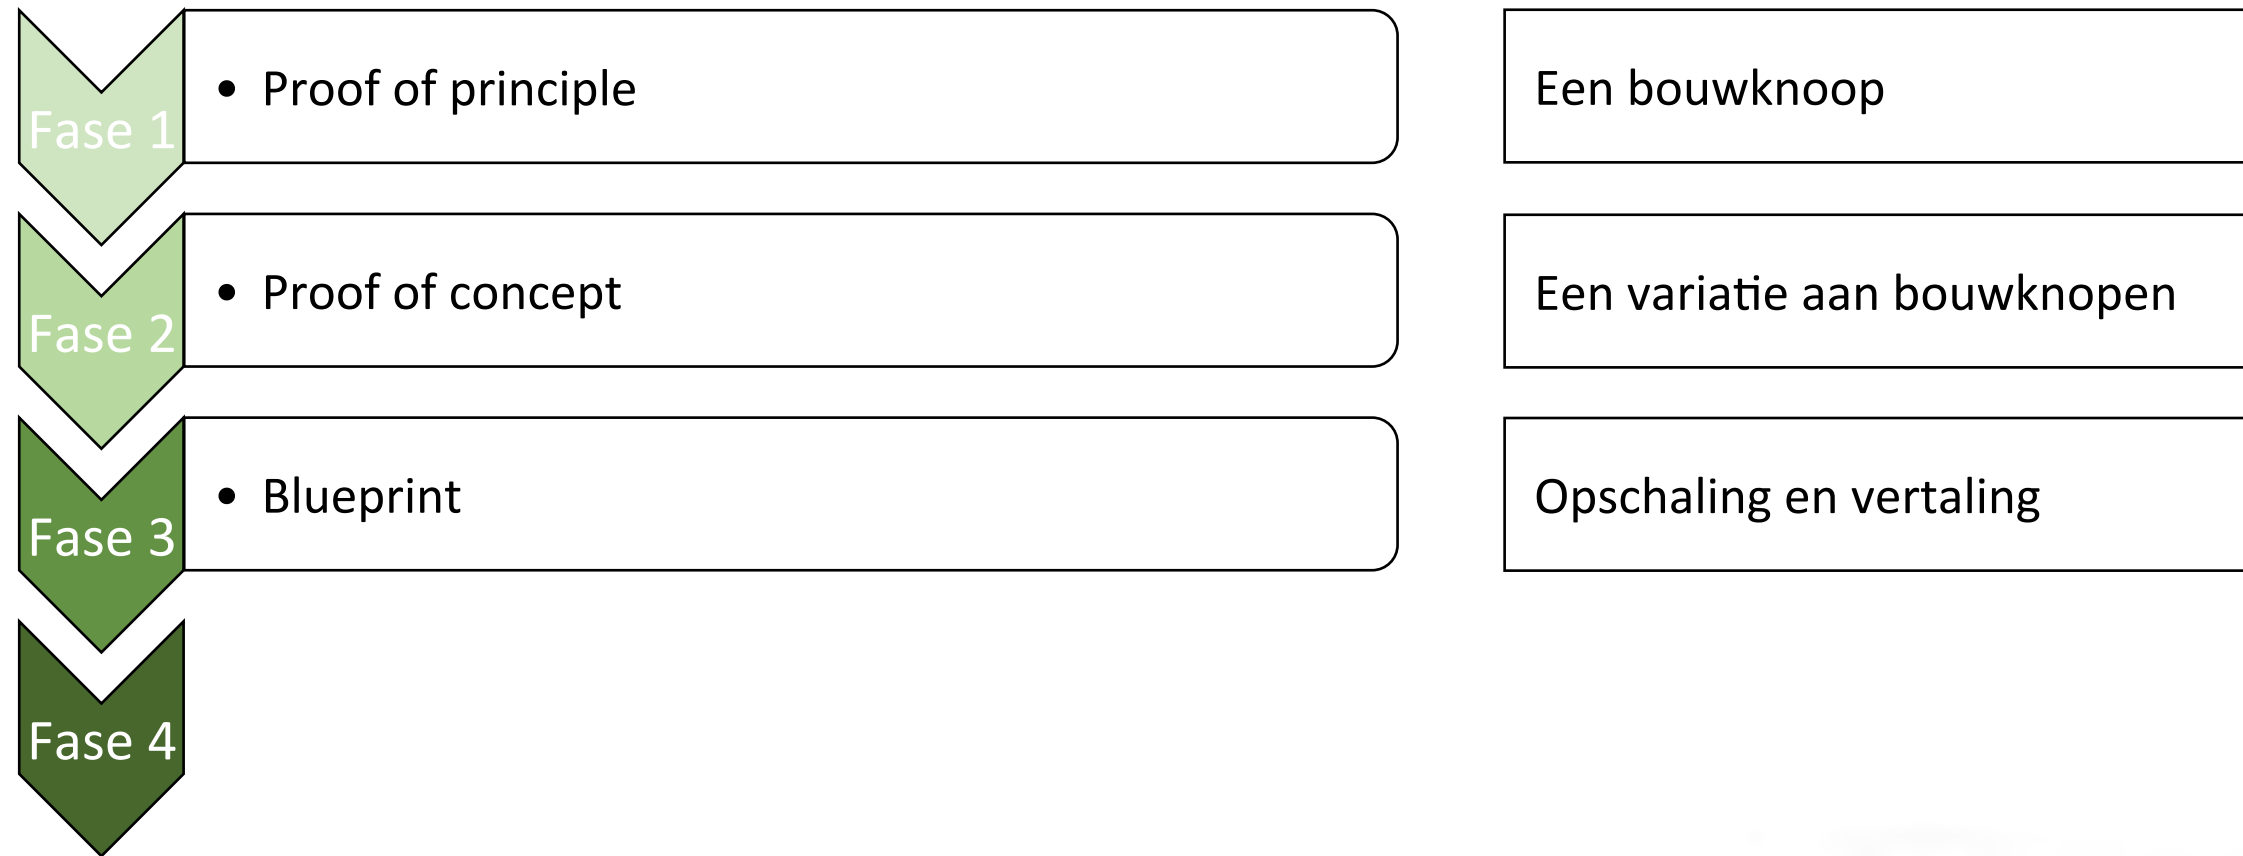 Fase 1
• Proof of principle
Een bouwknoop
Fase 2
• Proof of concept
Een variatie aan bouwknopen
Fase 3
• Blueprint
Opschaling en vertaling
Fase 4